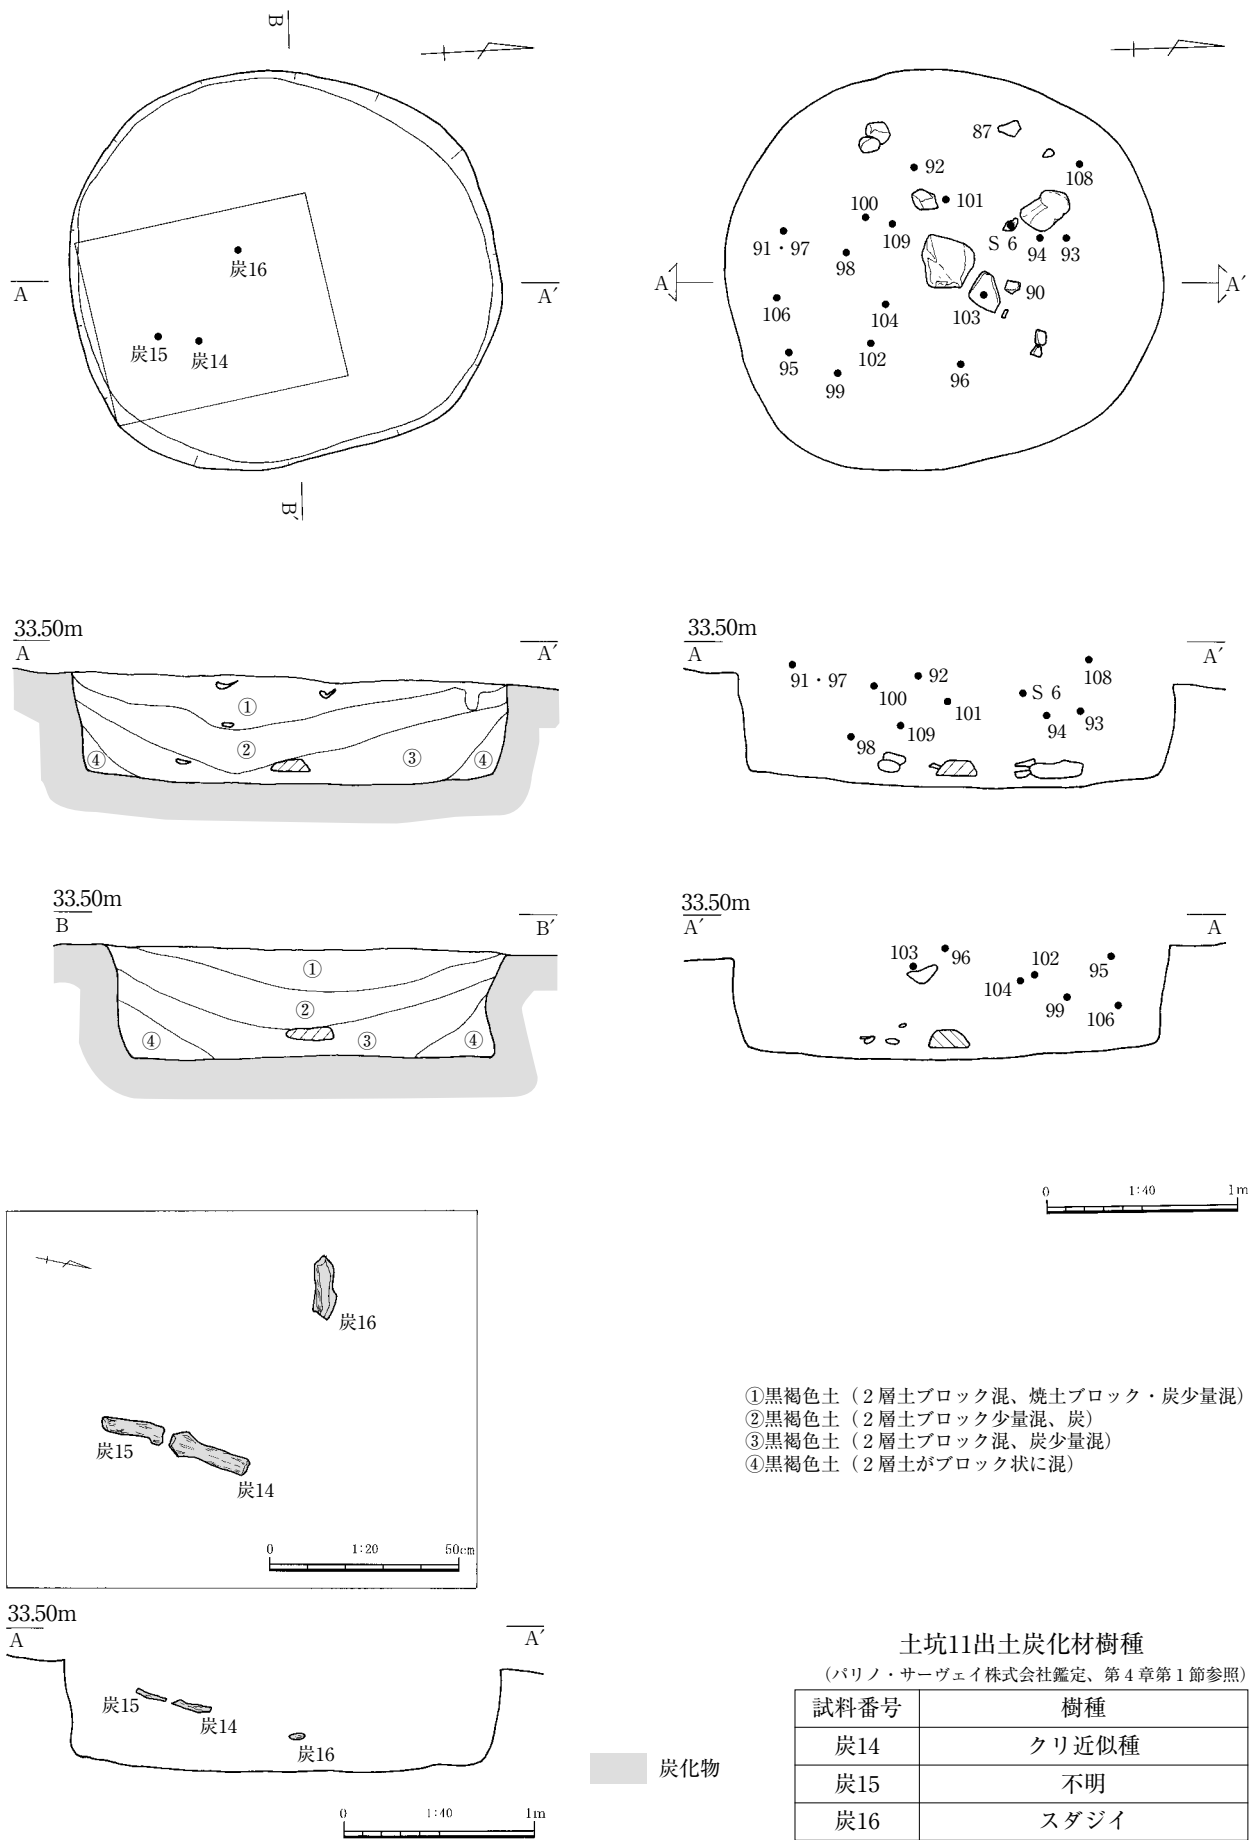 B
A
A′
炭16
炭15
炭14
B′
87
92
108
101
100
109
91・97
98
S 6
94
93
A
A′
90
103
106
104
95
102
99
96
33.50m
A
A′
①
②
③
④
④
33.50m
A
A′
91・97
92
108
100
101
S 6
94
93
98
109
33.50m
B
B′
①
②
③
④
④
33.50m
A′
A
103
96
102
95
104
99
106
0 1:40 1m
炭16
炭15
炭14
0 1:20 50cm
①黒褐色土（２層土ブロック混、焼土ブロック・炭少量混）
②黒褐色土（２層土ブロック少量混、炭）
③黒褐色土（２層土ブロック混、炭少量混）
④黒褐色土（２層土がブロック状に混）
33.50m
A
A′
炭15
炭14
炭16
0 1:40 1m
炭化物
土坑11出土炭化材樹種
（パリノ・サーヴェイ株式会社鑑定、第４章第１節参照）
試料番号 樹種
炭14 クリ近似種
炭15 不明
炭16 スダジイ